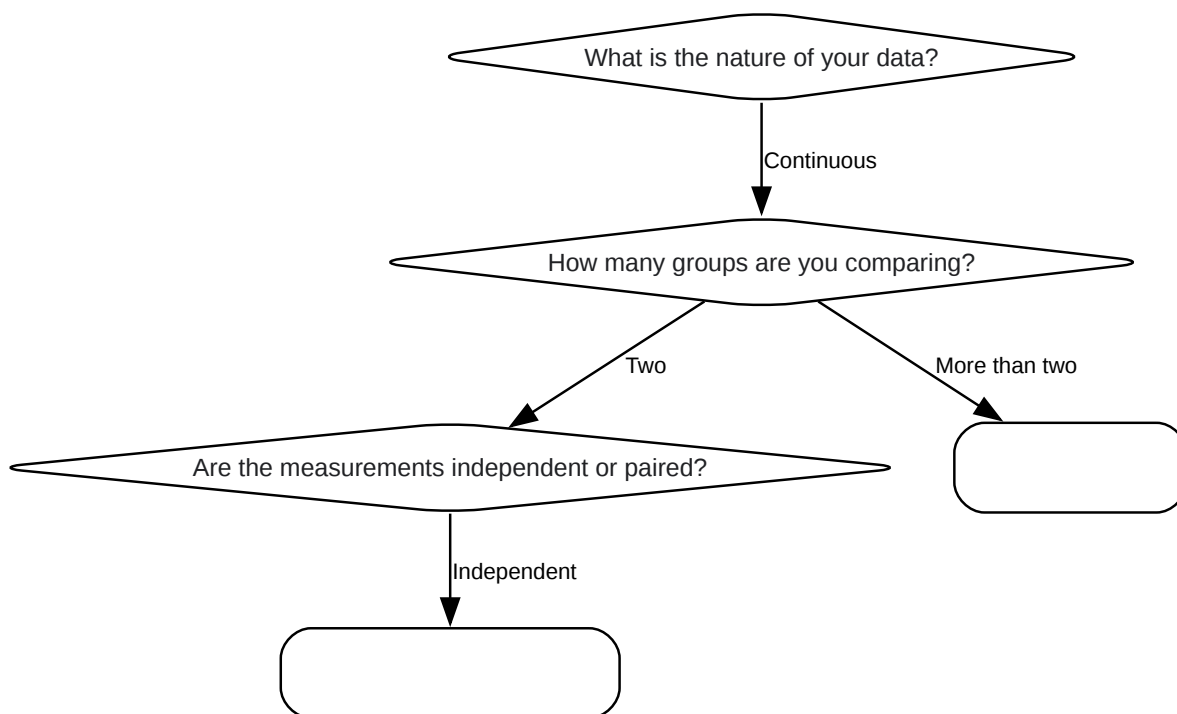 What is the nature of your data?
Continuous
How many groups are you comparing?
Two
More than two
Are the measurements independent or paired?
Independent